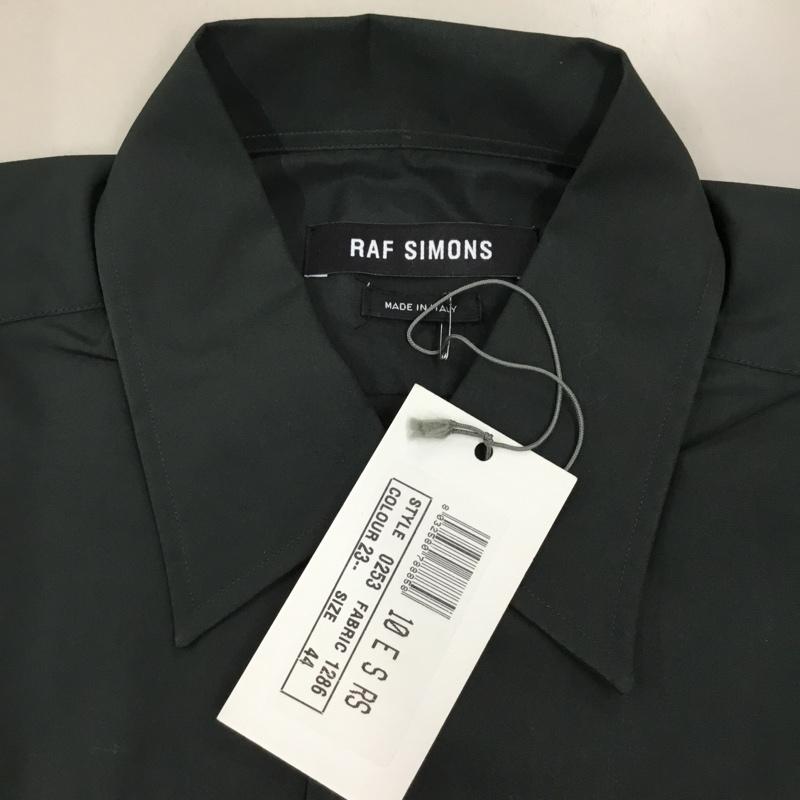 RAF SIMONS
MADE IN ITALY
10 E S RS
STYLE 0253 FABRIC 1286
COLOUR 23-- SIZE 44